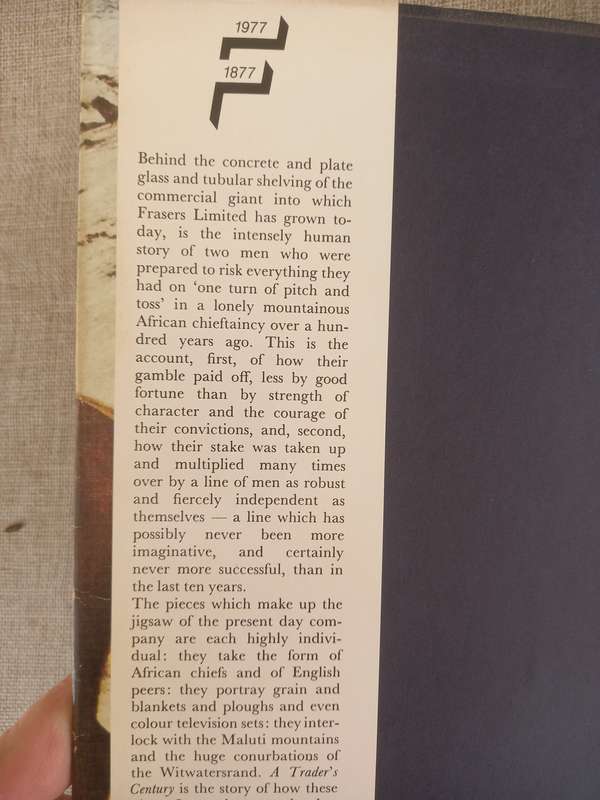 1977
1877
Behind the concrete and plate
glass and tubular shelving of the
commercial giant into which
Frasers Limited has grown to-
day, is the intensely human
story of two men who were
prepared to risk everything they
had on ‘one turn of pitch and
toss’ in a lonely mountainous
African chieftaincy over a hun-
dred years ago. This is the
account, first, of how their
gamble paid off, less by good
fortune than by strength of
character and the courage of
their convictions, and, second,
how their stake was taken up
and multiplied many times
over by a line of men as robust
and fiercely independent as
themselves — a line which has
possibly never been more
imaginative, and certainly
never more successful, than in
the last ten years.
The pieces which make up the
jigsaw of the present day com-
pany are each highly indivi-
dual: they take the form of
African chiefs and of English
peers: they portray grain and
blankets and ploughs and even
colour television sets: they inter-
lock with the Maluti mountains
and the huge conurbations of
the Witwatersrand. A Trader's
Century is the story of how these